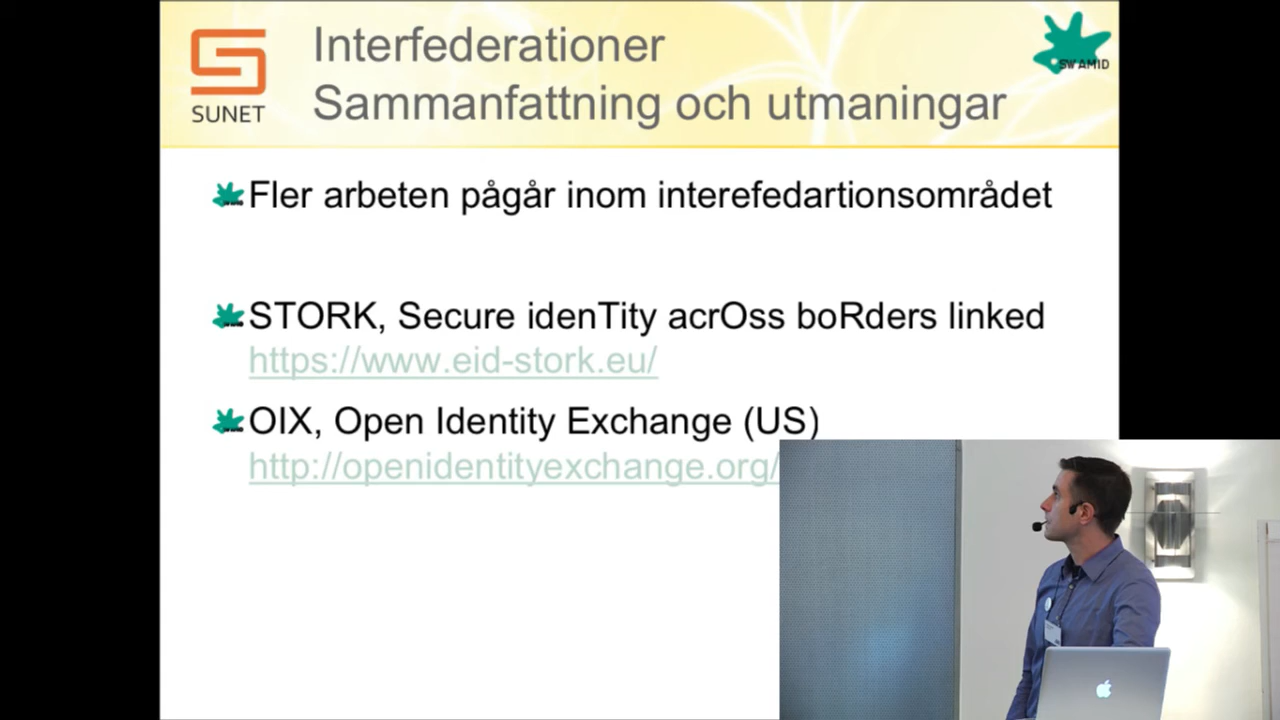 Interfederationer
Sammanfattning och utmaningar
SUNET
SWAMID
Fler arbeten pågår inom interefedartionsområdet
STORK, Secure idenTity acrOss boRders linked
https://www.eid-stork.eu/
OIX, Open Identity Exchange (US)
http://openidentityexchange.org/